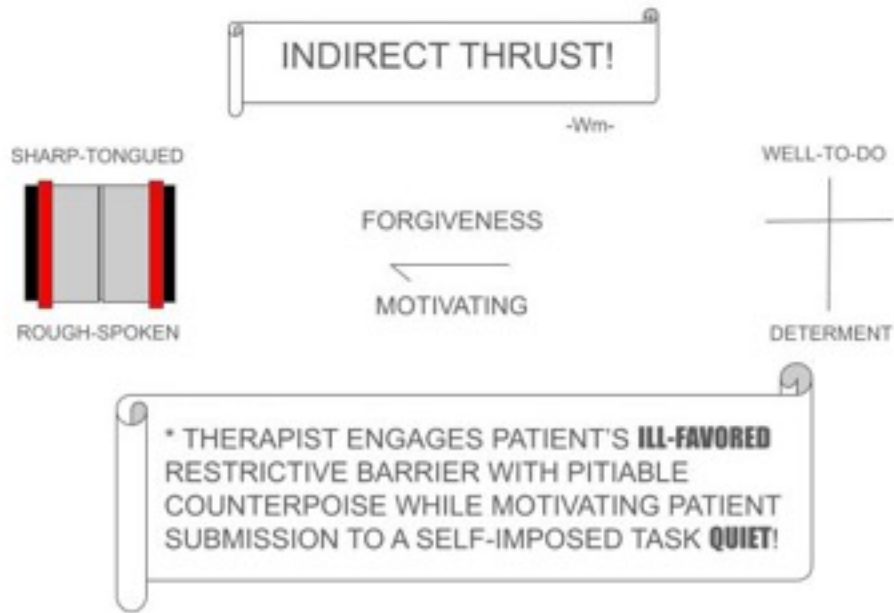 INDIRECT THRUST!
-Wm-
SHARP-TONGUED
ROUGH-SPOKEN
FORGIVENESS
MOTIVATING
WELL-TO-DO
DETERMENT
* THERAPIST ENGAGES PATIENT'S ILL-FAVORED
RESTRICTIVE BARRIER WITH PITIABLE
COUNTERPOISE WHILE MOTIVATING PATIENT
SUBMISSION TO A SELF-IMPOSED TASK QUIET!